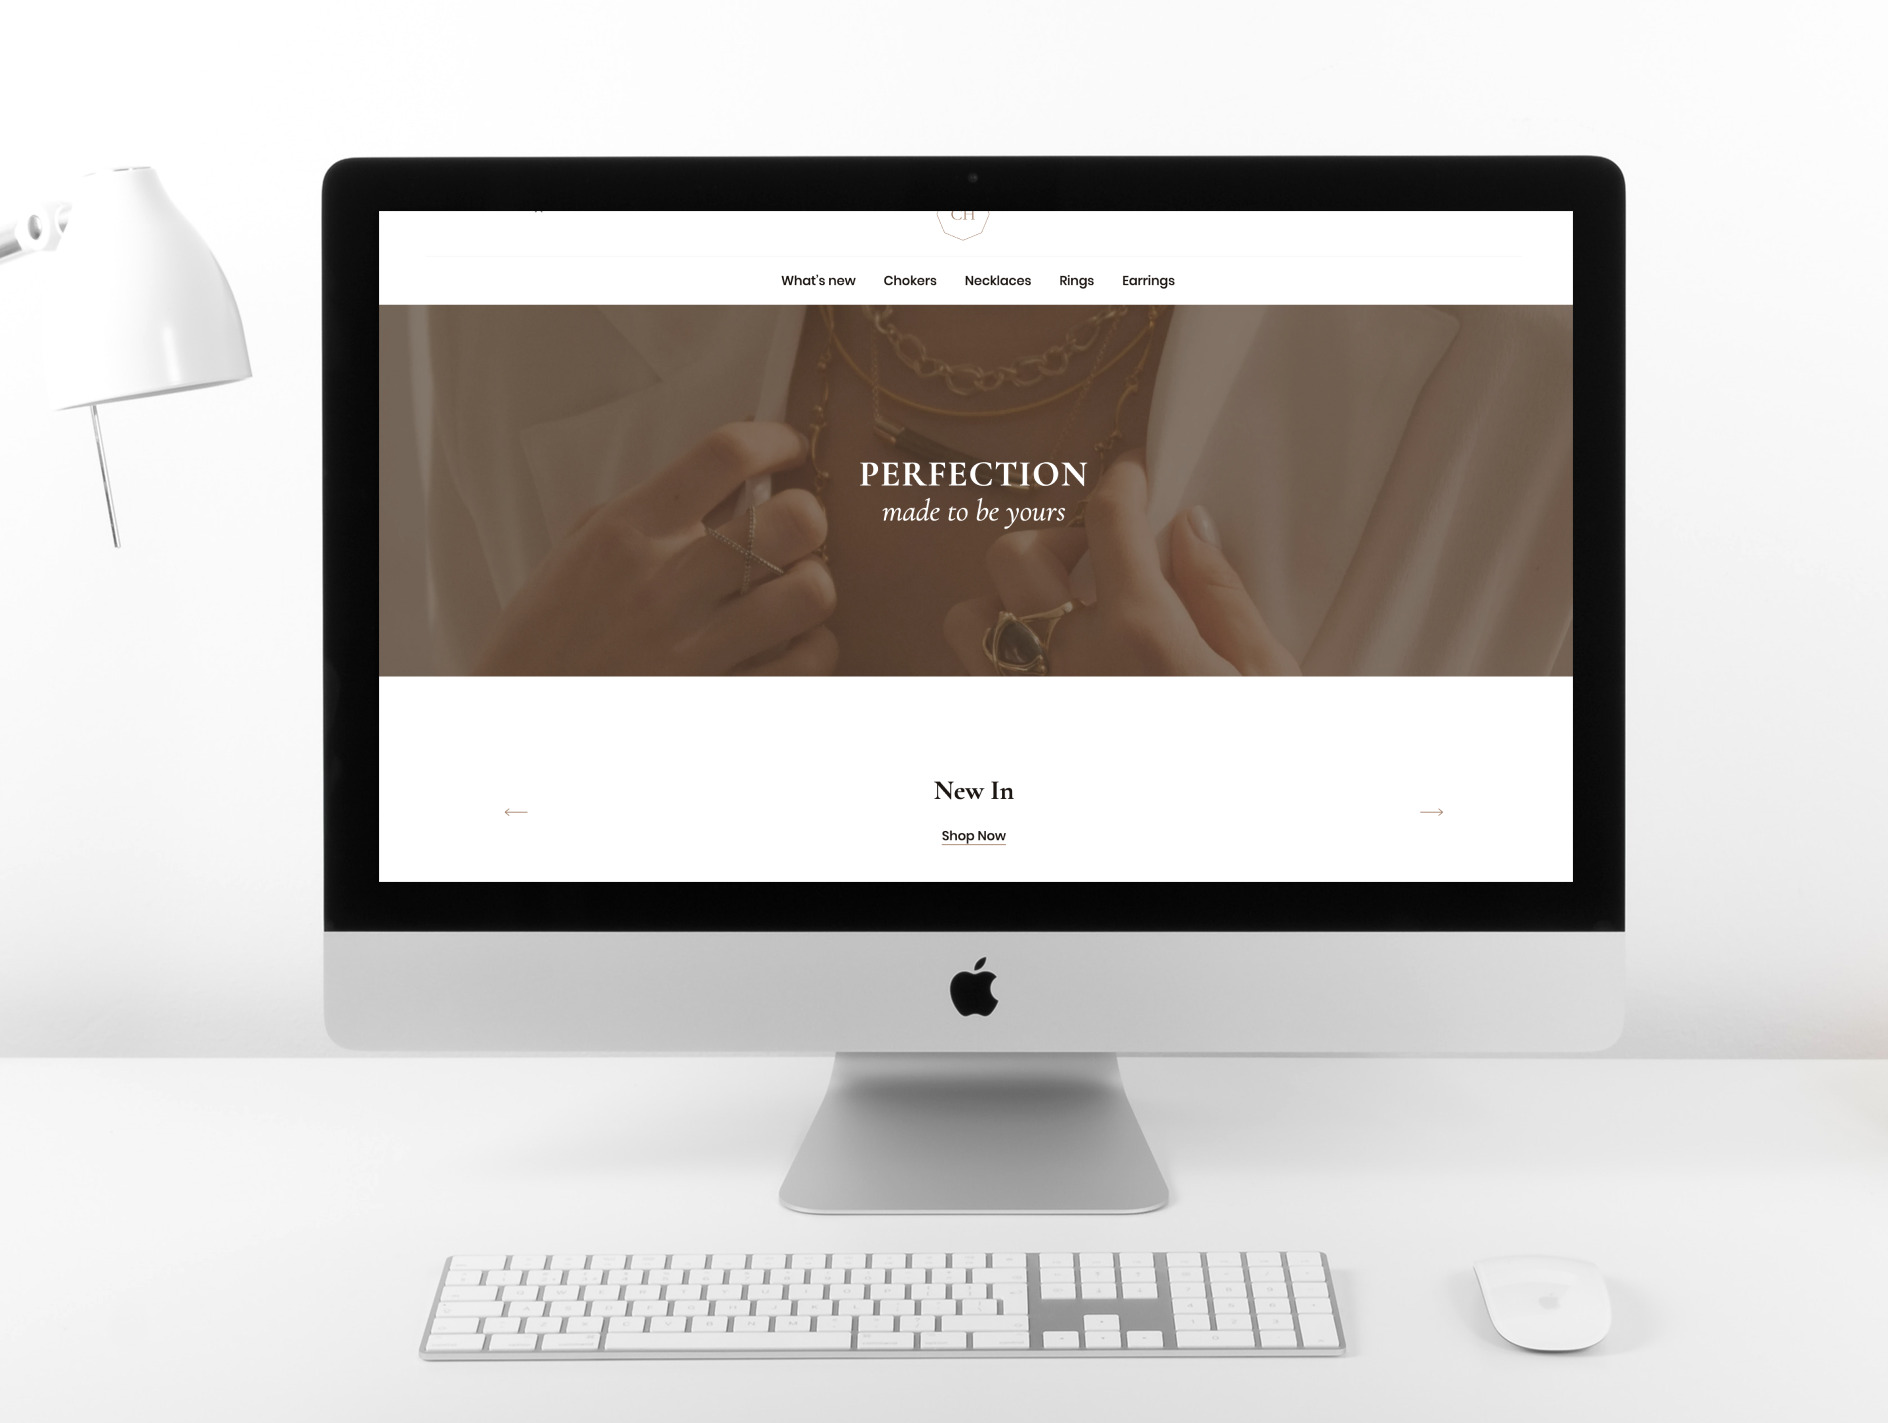 CH
What's new Chokers Necklaces Rings Earrings
PERFECTION
made to be yours
New In
Shop Now